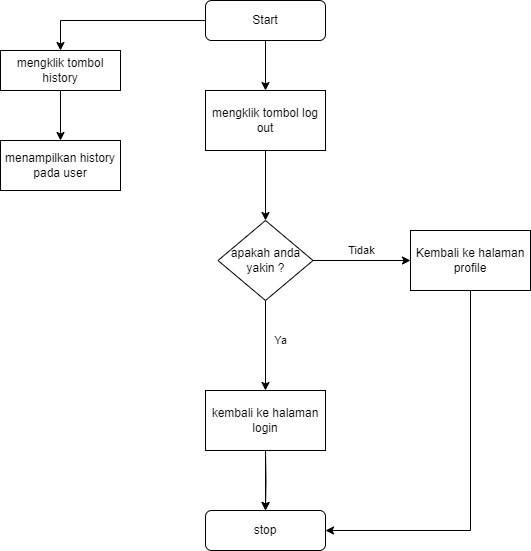 Start
mengklik tombol
history
mengklik tombol log
out
menampilkan history
pada user
apakah anda
yakin ?
Tidak
Kembali ke halaman
profile
Ya
kembali ke halaman
login
stop